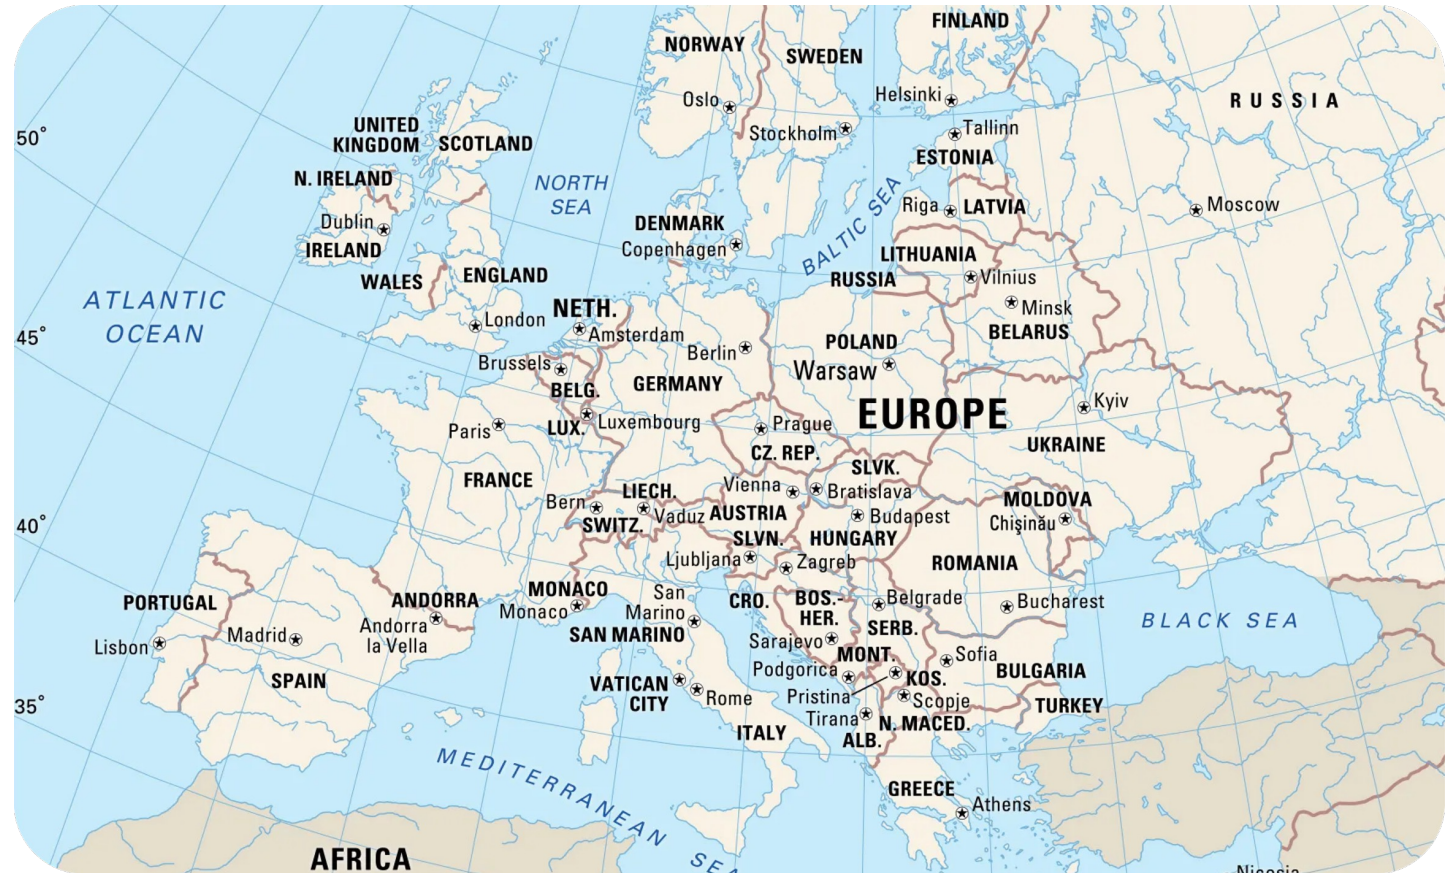 FINLAND
NORWAY
SWEDEN
Helsinki
Oslo
RUSSIA
Stockholm
Tallinn
50°
UNITED
KINGDOM
SCOTLAND
ESTONIA
N. IRELAND
NORTH
SEA
Riga
LATVIA
Moscow
Dublin
DENMARK
IRELAND
Copenhagen
BALTIC SEA
LITHUANIA
WALES
ENGLAND
RUSSIA
Vilnius
ATLANTIC
OCEAN
NETH.
Minsk
45°
London
Amsterdam
BELARUS
Berlin
POLAND
Brussels
Warsaw
BELG.
GERMANY
Kyiv
EUROPE
Paris
LUX.
Luxembourg
Prague
UKRAINE
CZ. REP.
SLVK.
FRANCE
Vienna
LIECH.
Bratislava
MOLDOVA
Bern
Vaduz
AUSTRIA
Budapest
Chişinău
40°
SWITZ.
SLVN.
HUNGARY
Ljubljana
Zagreb
ROMANIA
MONACO
San
Marino
PORTUGAL
ANDORRA
Monaco
CRO.
BOS.-
HER.
Belgrade
Bucharest
BLACK SEA
Andorra
la Vella
SAN MARINO
SERB.
Lisbon
Madrid
Sarajevo
MONT.
Sofia
Podgorica
BULGARIA
SPAIN
VATICAN
CITY
KOS.
Pristina
Scopje
35°
Rome
TURKEY
Tirana
N. MACED.
ITALY
ALB.
MEDITERRANEAN SEA
GREECE
Athens
AFRICA
Nicosia